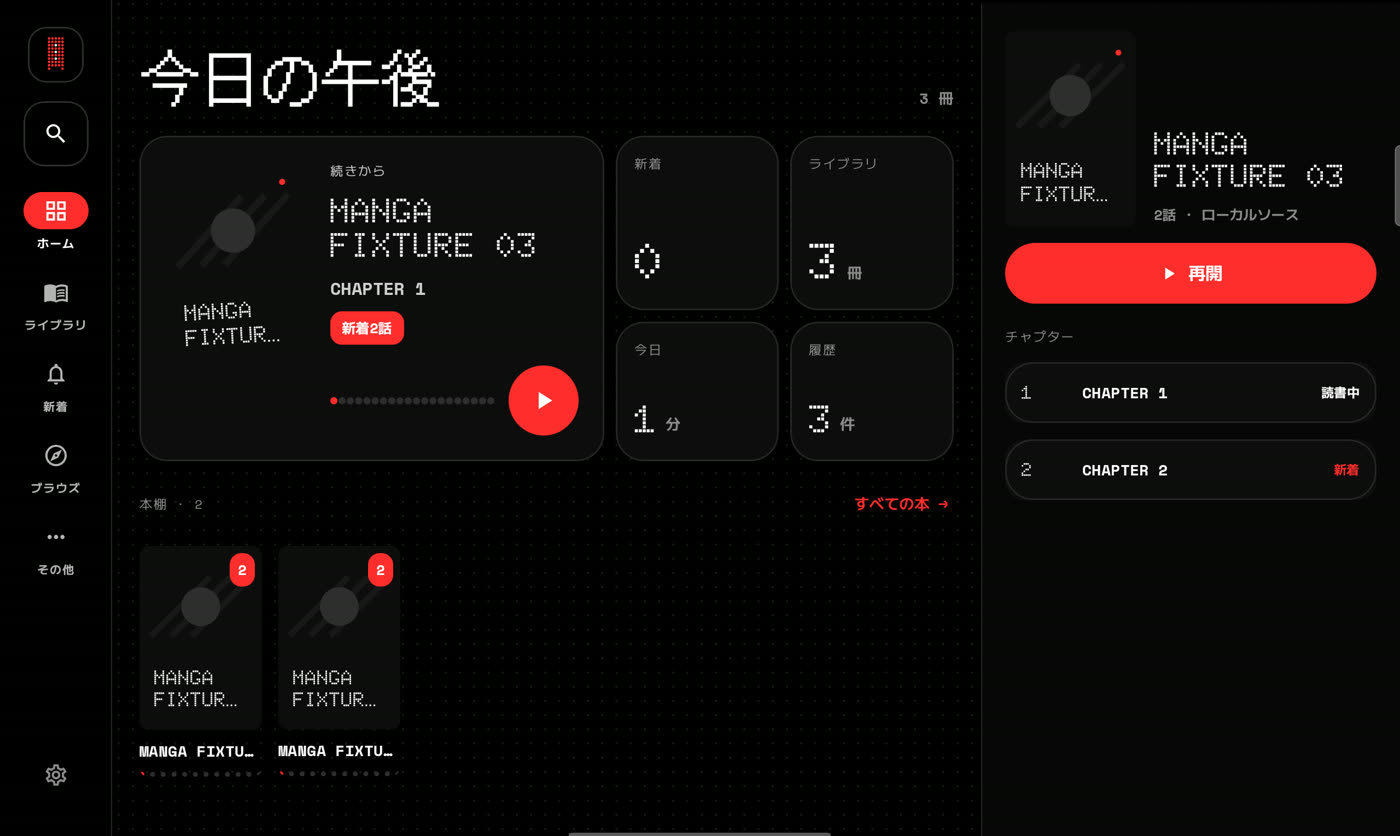 ホーム
ライブラリ
新着
ブラウズ
その他
今日の午後
3 冊
MANGA
FIXTUR…
続きから
MANGA
FIXTURE 03
CHAPTER 1
新着2話
新着
0
ライブラリ
3 冊
今日
1 分
履歴
3 件
本棚 · 2
すべての本 →
2
MANGA
FIXTUR…
MANGA FIXTU…
2
MANGA
FIXTUR…
MANGA FIXTU…
MANGA
FIXTUR…
MANGA
FIXTURE 03
2話 · ローカルソース
再開
チャプター
1 CHAPTER 1 読書中
2 CHAPTER 2 新着